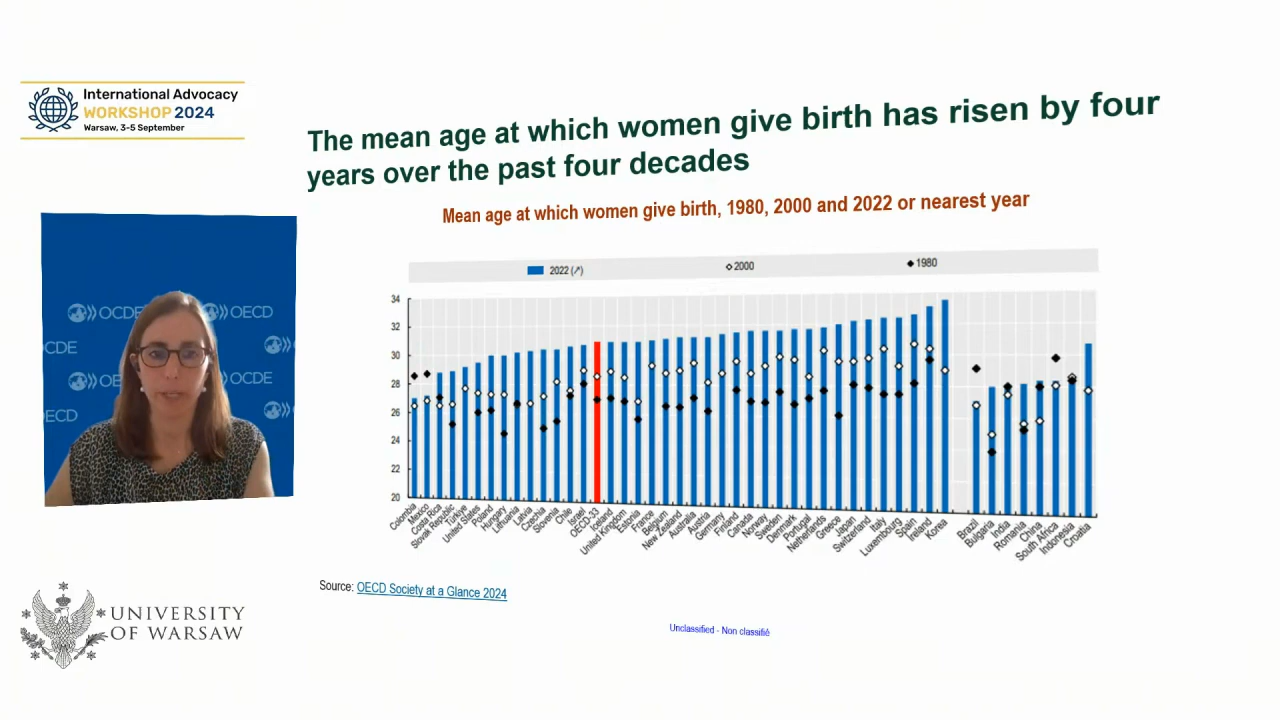 International Advocacy
WORKSHOP 2024
Warsaw, 3-5 September
The mean age at which women give birth has risen by four
years over the past four decades
Mean age at which women give birth, 1980, 2000 and 2022 or nearest year
2022 (↗) 2000 1980
34
32
30
28
26
24
22
20
Colombia
Mexico
Costa Rica
Slovak Republic
Türkiye
United States
Poland
Hungary
Lithuania
Latvia
Czechia
Slovenia
Chile
Israel
OECD-33
Iceland
United Kingdom
Estonia
France
Belgium
New Zealand
Australia
Austria
Germany
Finland
Canada
Norway
Sweden
Denmark
Portugal
Netherlands
Greece
Japan
Switzerland
Italy
Luxembourg
Spain
Ireland
Korea
Brazil
Bulgaria
India
Romania
China
South Africa
Indonesia
Croatia
OCDE OECD
CDE
OE OCDE
OECD
Source: OECD Society at a Glance 2024
Unclassified - Non classifié
UNIVERSITY
OF WARSAW